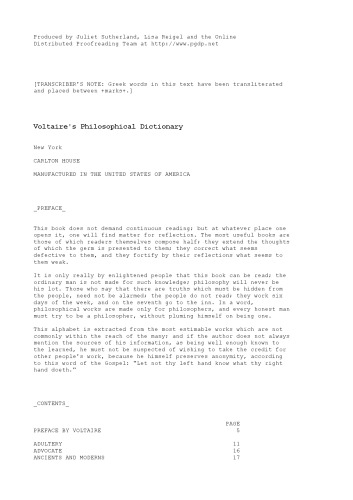 Produced by Juliet Sutherland, Lisa Reigel and the Online
Distributed Proofreading Team at http://www.pgdp.net
[TRANSCRIBER'S NOTE: Greek words in this text have been transliterated
and placed between +marks+.]
Voltaire's Philosophical Dictionary
New York
CARLTON HOUSE
MANUFACTURED IN THE UNITED STATES OF AMERICA
_PREFACE_
This book does not demand continuous reading; but at whatever place one
opens it, one will find matter for reflection. The most useful books are
those of which readers themselves compose half; they extend the thoughts
of which the germ is presented to them; they correct what seems
defective to them, and they fortify by their reflections what seems to
them weak.
It is only really by enlightened people that this book can be read; the
ordinary man is not made for such knowledge; philosophy will never be
his lot. Those who say that there are truths which must be hidden from
the people, need not be alarmed; the people do not read; they work six
days of the week, and on the seventh go to the inn. In a word,
philosophical works are made only for philosophers, and every honest man
must try to be a philosopher, without pluming himself on being one.
This alphabet is extracted from the most estimable works which are not
commonly within the reach of the many; and if the author does not always
mention the sources of his information, as being well enough known to
the learned, he must not be suspected of wishing to take the credit for
other people's work, because he himself preserves anonymity, according
to this word of the Gospel: "Let not thy left hand know what thy right
hand doeth."
_CONTENTS_
PAGE
PREFACE BY VOLTAIRE 5
ADULTERY 11
ADVOCATE 16
ANCIENTS AND MODERNS 17